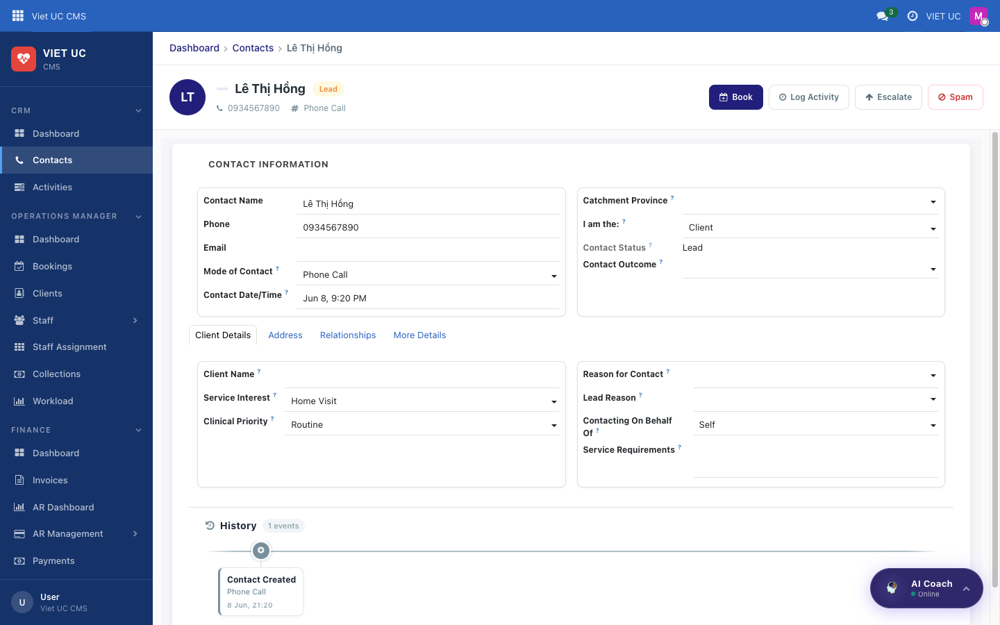 Viet UC CMS
3
VIET UC
M
VIET UC
CMS
CRM
Dashboard
Contacts
Activities
OPERATIONS MANAGER
Dashboard
Bookings
Clients
Staff
Staff Assignment
Collections
Workload
FINANCE
Dashboard
Invoices
AR Dashboard
AR Management
Payments
U
User
Viet UC CMS
Dashboard › Contacts › Lê Thị Hồng
LT
Lê Thị Hồng
Lead
0934567890 # Phone Call
Book
Log Activity
Escalate
Spam
CONTACT INFORMATION
Contact Name
Lê Thị Hồng
Phone
0934567890
Email
Mode of Contact ?
Phone Call
Contact Date/Time ?
Jun 8, 9:20 PM
Catchment Province ?
I am the: ?
Client
Contact Status ?
Lead
Contact Outcome ?
Client Details
Address
Relationships
More Details
Client Name ?
Service Interest ?
Home Visit
Clinical Priority ?
Routine
Reason for Contact ?
Lead Reason ?
Contacting On Behalf
Of ?
Self
Service Requirements ?
History
1 events
Contact Created
Phone Call
8 Jun, 21:20
AI Coach
Online